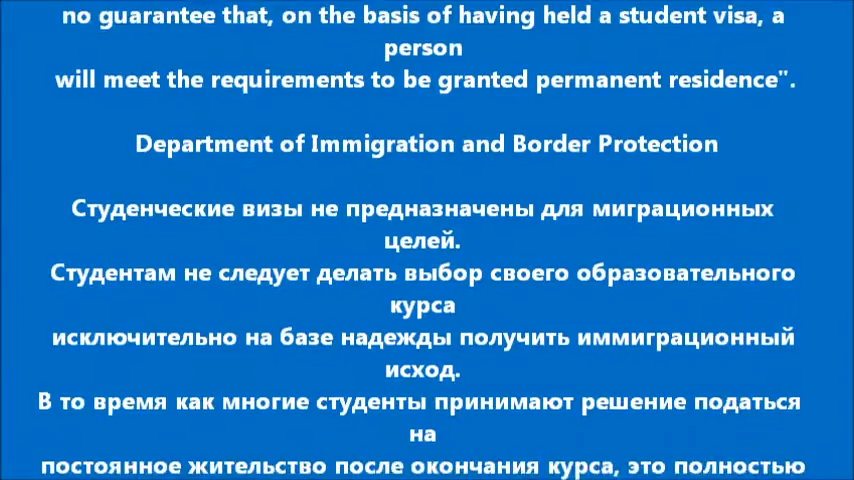 no guarantee that, on the basis of having held a student visa, a
person
will meet the requirements to be granted permanent residence".
Department of Immigration and Border Protection
Студенческие визы не предназначены для миграционных
целей.
Студентам не следует делать выбор своего образовательного
курса
исключительно на базе надежды получить иммиграционный
исход.
В то время как многие студенты принимают решение податься
на
постоянное жительство после окончания курса, это полностью